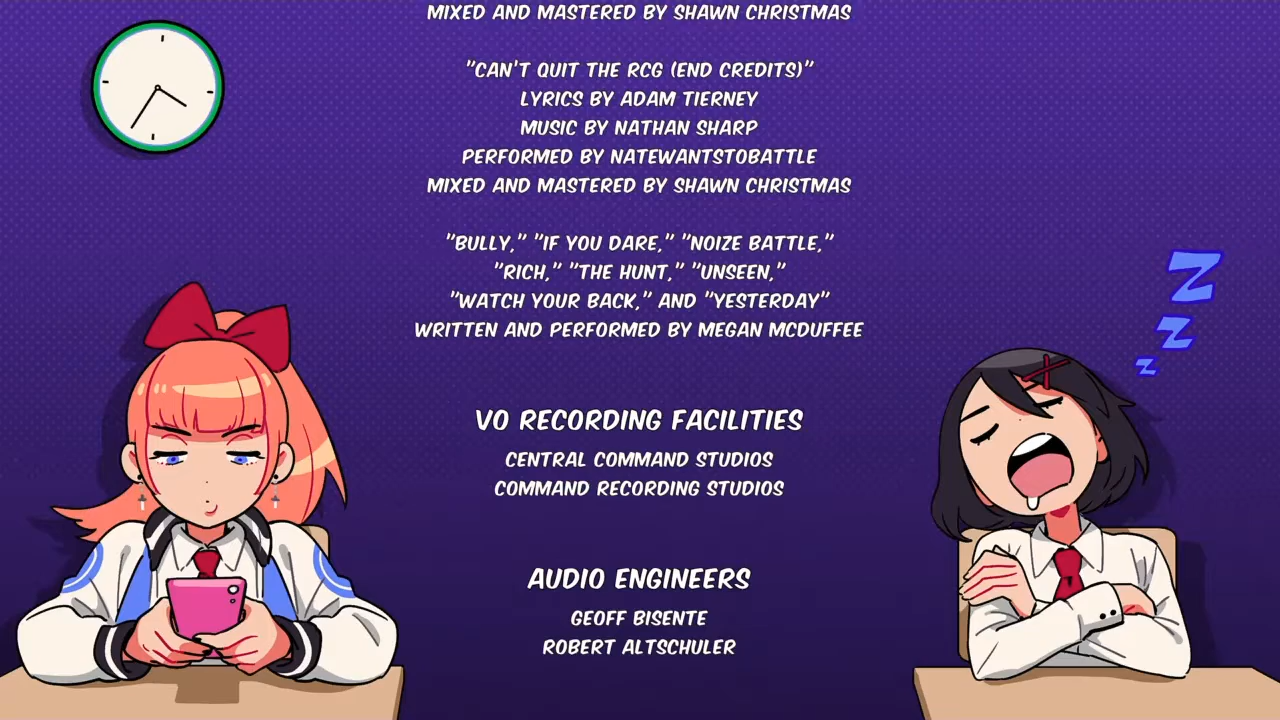 MIXED AND MASTERED BY SHAWN CHRISTMAS
"CAN'T QUIT THE RCG (END CREDITS)"
LYRICS BY ADAM TIERNEY
MUSIC BY NATHAN SHARP
PERFORMED BY NATEWANTSTOBATTLE
MIXED AND MASTERED BY SHAWN CHRISTMAS
"BULLY," "IF YOU DARE," "NOIZE BATTLE,"
"RICH," "THE HUNT," "UNSEEN,"
"WATCH YOUR BACK," AND "YESTERDAY"
WRITTEN AND PERFORMED BY MEGAN MCDUFFEE
VO RECORDING FACILITIES
CENTRAL COMMAND STUDIOS
COMMAND RECORDING STUDIOS
AUDIO ENGINEERS
GEOFF BISENTE
ROBERT ALTSCHULER
Z
Z
Z